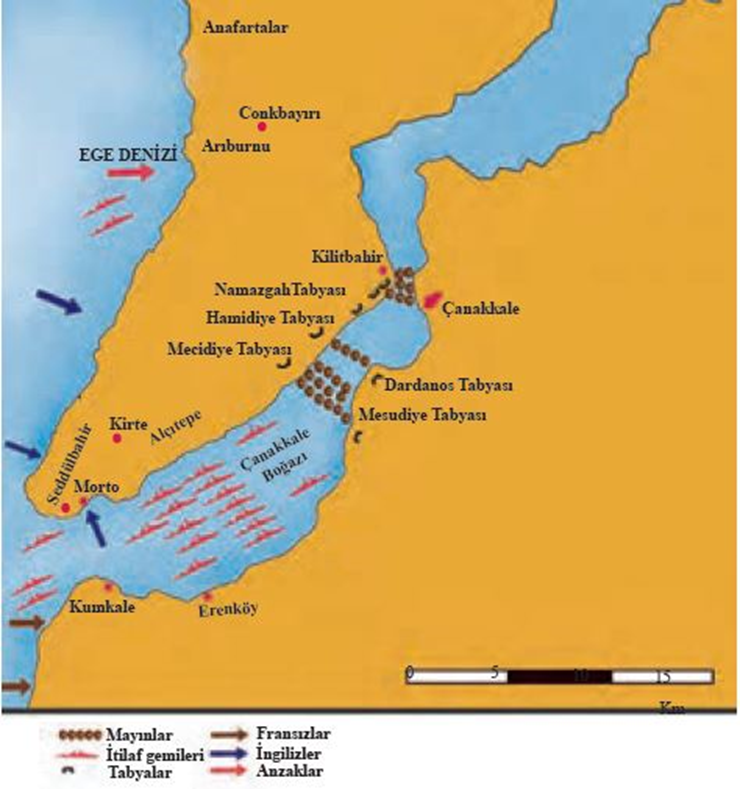 Anafartalar
Conkbayırı
EGE DENİZİ
Arıburnu
Kilitbahir
NamazgahTabyası
Hamidiye Tabyası
Çanakkale
Mecidiye Tabyası
Dardanos Tabyası
Mesudiye Tabyası
Kirte
Alçıtepe
Çanakkale
Boğazı
Seddülbahir
Morto
Kumkale
Erenköy
0 5 10 15
Km
Mayınlar
Fransızlar
İtilaf gemileri
İngilizler
Tabyalar
Anzaklar